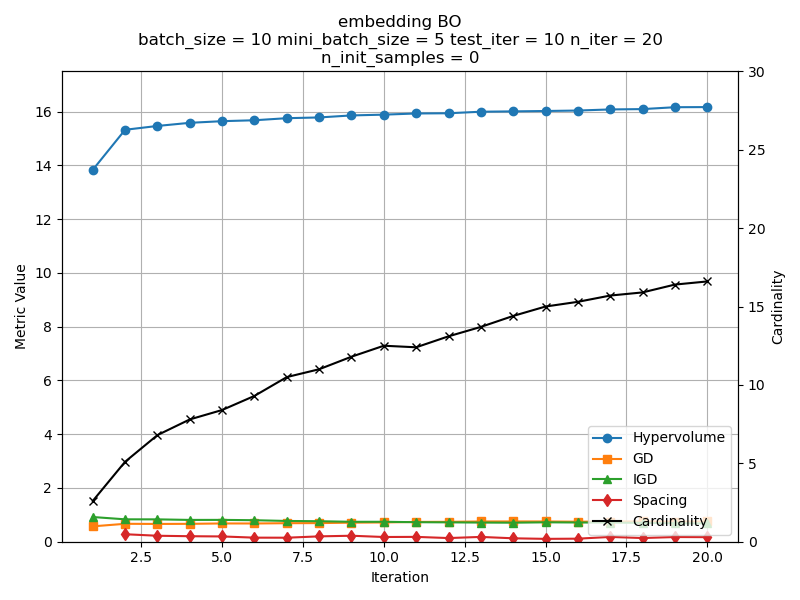 embedding BO
batch_size = 10 mini_batch_size = 5 test_iter = 10 n_iter = 20
n_init_samples = 0
Metric Value
16
14
12
10
8
6
4
2
0
30
25
20
15
10
5
0
Cardinality
Hypervolume
GD
IGD
Spacing
Cardinality
2.5 5.0 7.5 10.0 12.5 15.0 17.5 20.0
Iteration